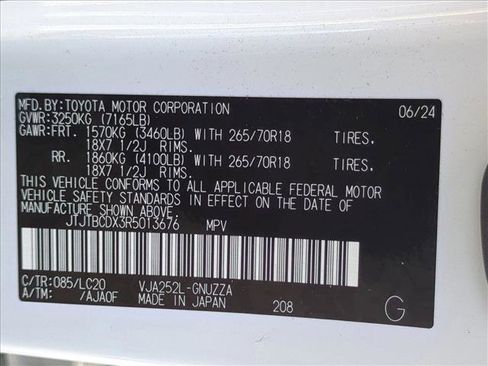 MFD.BY:TOYOTA MOTOR CORPORATION 06/24
GVWR:3250KG (7165LB)
GAWR:FRT. 1570KG (3460LB) WITH 265/70R18 TIRES.
18X7 1/2J RIMS.
RR. 1860KG (4100LB) WITH 265/70R18 TIRES.
18X7 1/2J RIMS.
THIS VEHICLE CONFORMS TO ALL APPLICABLE FEDERAL MOTOR
VEHICLE SAFETY STANDARDS IN EFFECT ON THE DATE OF
MANUFACTURE SHOWN ABOVE.
JTJTBCDX3R5013676 MPV
C/TR:085/LC20 VJA252L-GNUZZA
A/TM: /AJA0F MADE IN JAPAN 208 G